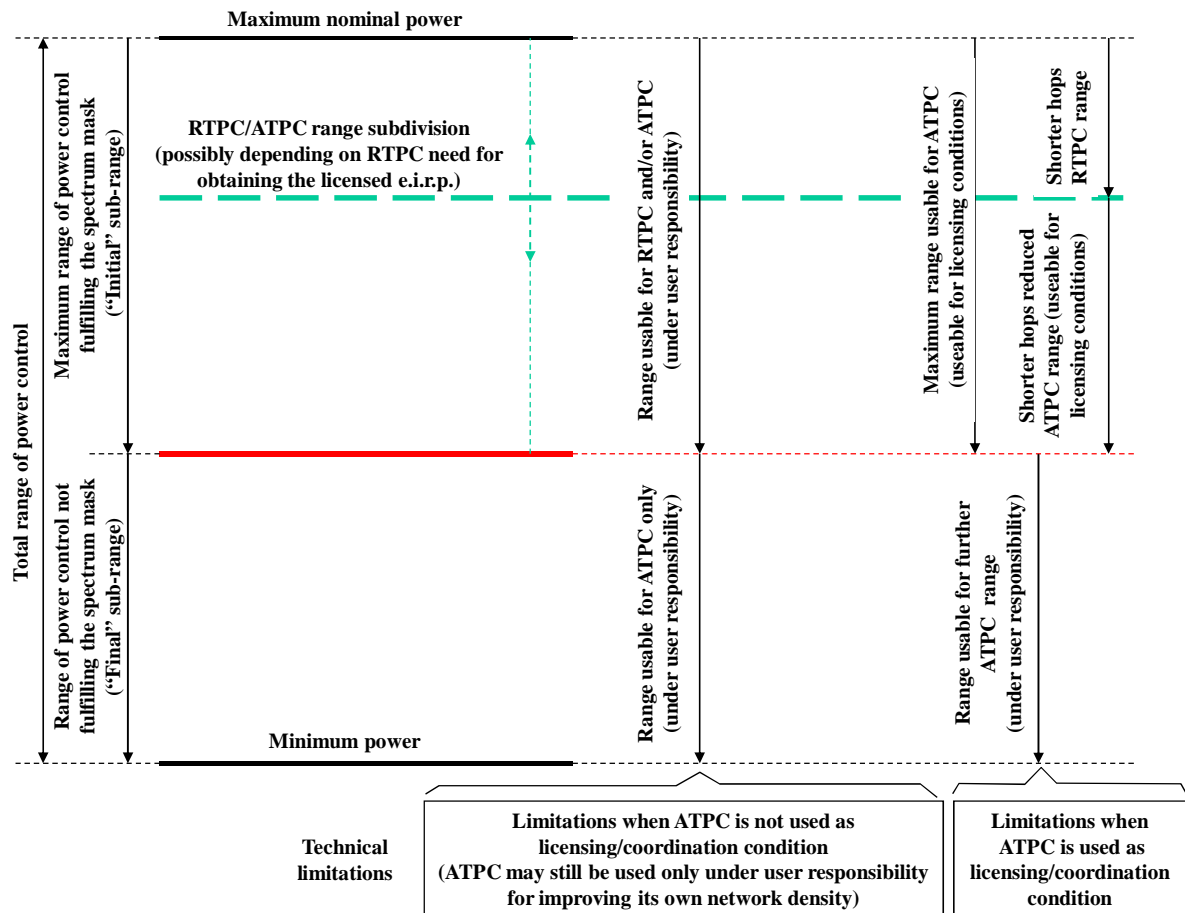 Maximum nominal power
Total range of power control
Maximum range of power control
fulfilling the spectrum mask
(“Initial” sub-range)
RTPC/ATPC range subdivision
(possibly depending on RTPC need for
obtaining the licensed e.i.r.p.)
Range usable for RTPC and/or ATPC
(under user responsibility)
Maximum range usable for ATPC
(useable for licensing conditions)
Shorter hops
RTPC range
Shorter hops reduced
ATPC range (useable for
licensing conditions)
Range of power control not
fulfilling the spectrum mask
(“Final” sub-range)
Range usable for ATPC only
(under user responsibility)
Range usable for further
ATPC range
(under user responsibility)
Minimum power
Technical
limitations
Limitations when ATPC is not used as
licensing/coordination condition
(ATPC may still be used only under user responsibility
for improving its own network density)
Limitations when
ATPC is used as
licensing/coordination
condition